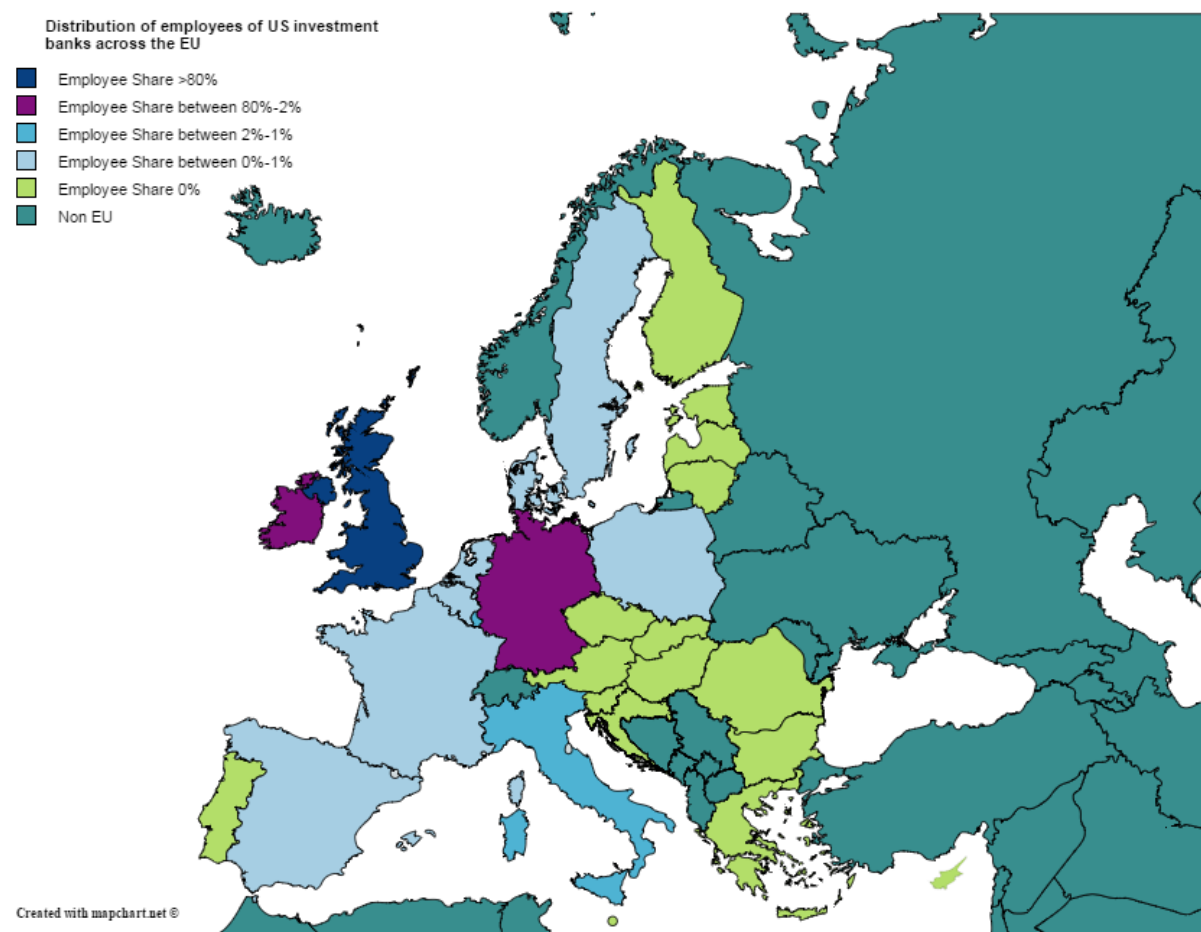 Distribution of employees of US investment
banks across the EU
Employee Share >80%
Employee Share between 80%-2%
Employee Share between 2%-1%
Employee Share between 0%-1%
Employee Share 0%
Non EU
Created with mapchart.net ©